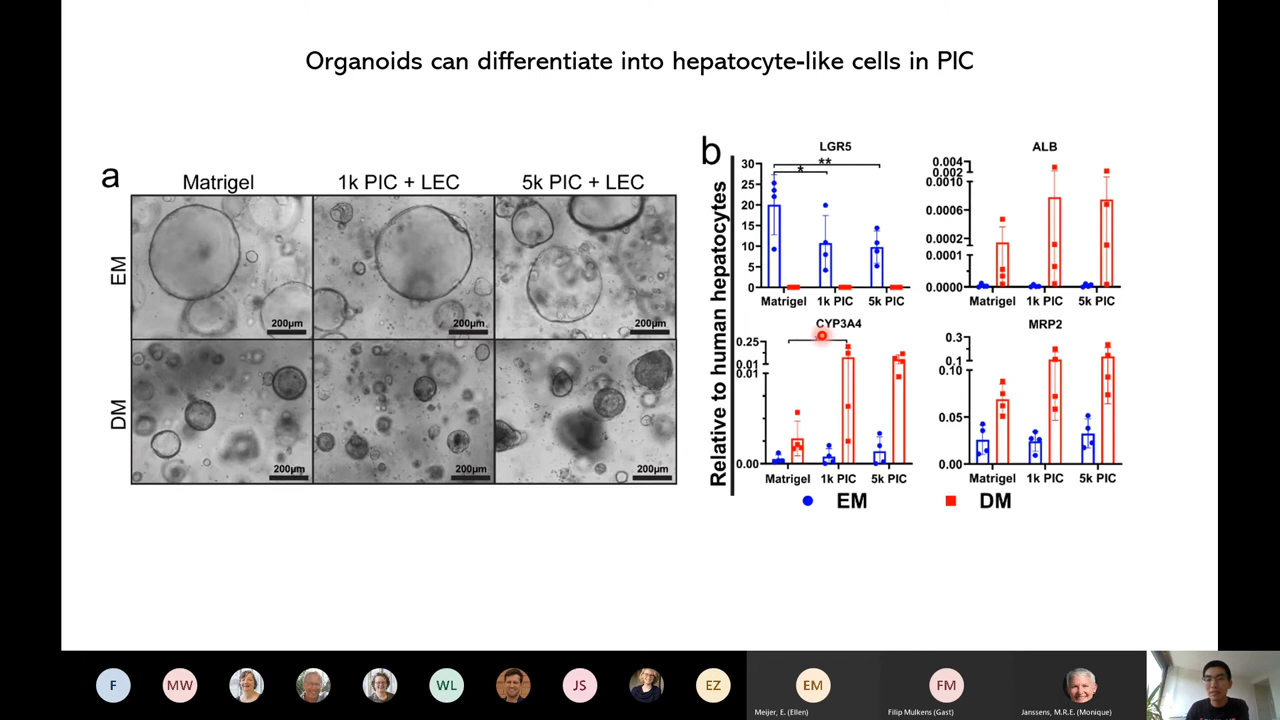 Organoids can differentiate into hepatocyte-like cells in PIC
a
Matrigel
1k PIC + LEC
5k PIC + LEC
EM
200µm
200µm
200µm
DM
200µm
200µm
200µm
b
Relative to human hepatocytes
LGR5
**
*
30
25
20
15
10
5
0
Matrigel 1k PIC 5k PIC
ALB
0.004
0.002
0.0010
0.0006
0.0002
0.0001
0.0000
Matrigel 1k PIC 5k PIC
CYP3A4
0.25
0.01
0.01
0.00
Matrigel 1k PIC 5k PIC
MRP2
0.3
0.1
0.10
0.05
0.00
Matrigel 1k PIC 5k PIC
EM
DM
F
MW
WL
JS
EZ
EM
FM
Meijer, E. (Ellen)
Filip Mulkens (Gast)
Janssens, M.R.E. (Monique)